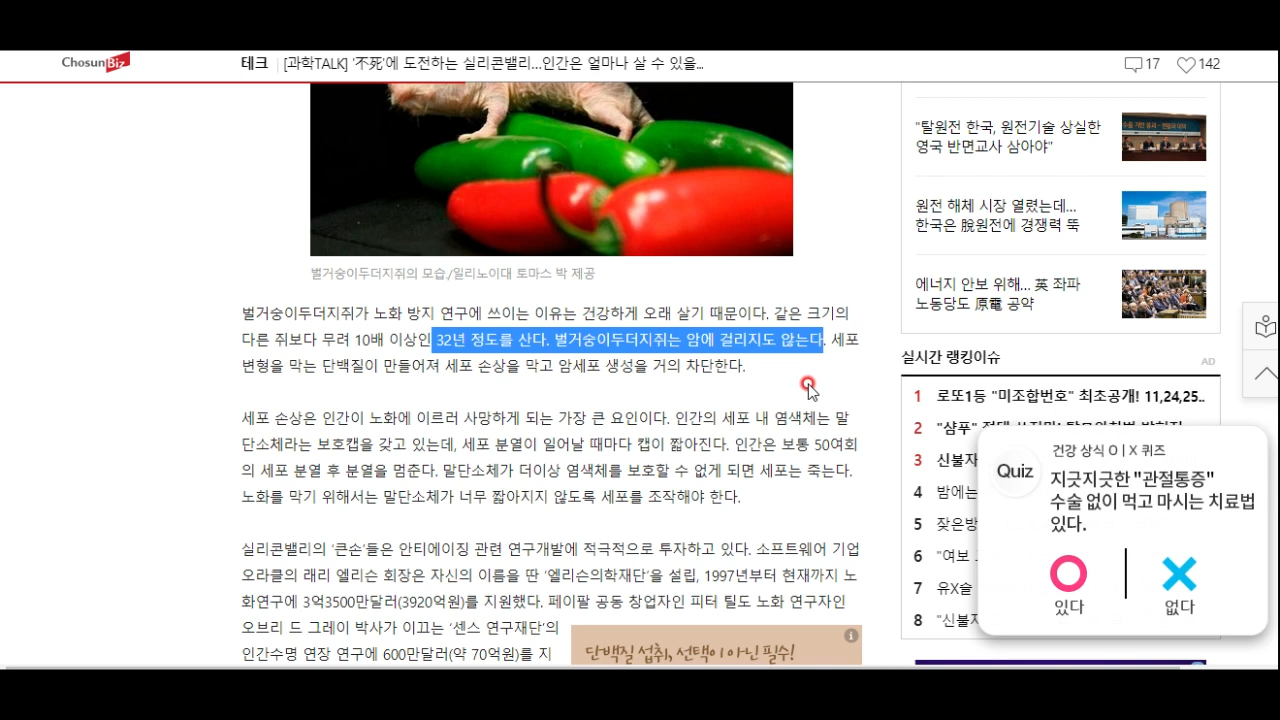 ChosunBiz
테크
[과학TALK] '不死'에 도전하는 실리콘밸리...인간은 얼마나 살 수 있을...
17
142
벌거숭이두더지쥐의 모습./일리노이대 토마스 박 제공
벌거숭이두더지쥐가 노화 방지 연구에 쓰이는 이유는 건강하게 오래 살기 때문이다. 같은 크기의
다른 쥐보다 무려 10배 이상인 32년 정도를 산다. 벌거숭이두더지쥐는 암에 걸리지도 않는다. 세포
변형을 막는 단백질이 만들어져 세포 손상을 막고 암세포 생성을 거의 차단한다.
세포 손상은 인간이 노화에 이르러 사망하게 되는 가장 큰 요인이다. 인간의 세포 내 염색체는 말
단소체라는 보호캡을 갖고 있는데, 세포 분열이 일어날 때마다 캡이 짧아진다. 인간은 보통 50여회
의 세포 분열 후 분열을 멈춘다. 말단소체가 더이상 염색체를 보호할 수 없게 되면 세포는 죽는다.
노화를 막기 위해서는 말단소체가 너무 짧아지지 않도록 세포를 조작해야 한다.
실리콘밸리의 '큰손'들은 안티에이징 관련 연구개발에 적극적으로 투자하고 있다. 소프트웨어 기업
오라클의 래리 엘리슨 회장은 자신의 이름을 딴 '엘리슨의학재단'을 설립, 1997년부터 현재까지 노
화연구에 3억3500만달러(3920억원)를 지원했다. 페이팔 공동 창업자인 피터 틸도 노화 연구자인
오브리 드 그레이 박사가 이끄는 '센스 연구재단'의
인간수명 연장 연구에 600만달러(약 70억원)를 지
단백질 섭취, 선택이 아닌 필수!
"탈원전 한국, 원전기술 상실한
영국 반면교사 삼아야"
원전 해체 시장 열렸는데...
한국은 脫원전에 경쟁력 뚝
에너지 안보 위해... 英 좌파
노동당도 原電 공약
실시간 랭킹이슈
AD
1 로또1등 "미조합번호" 최초공개! 11,24,25..
2 "샴푸"
3 신불자
4 밤에는
5 잦은방
6 "여보
7 유X슬
8 "신불자
Quiz
건강 상식 O | X 퀴즈
지긋지긋한 "관절통증"
수술 없이 먹고 마시는 치료법
있다.
있다
없다